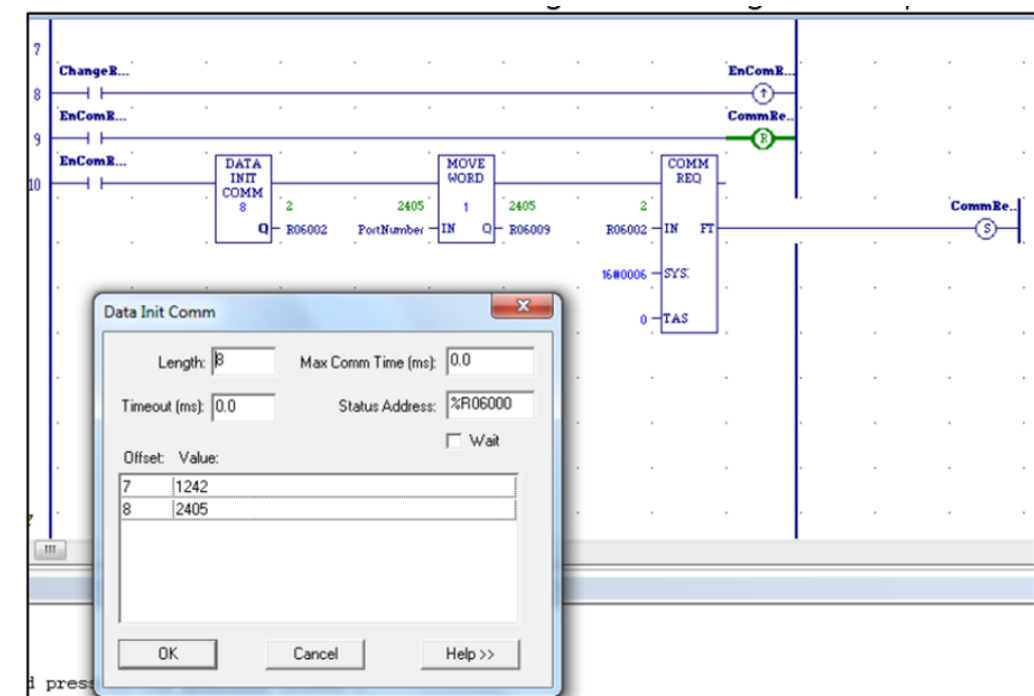 7
ChangeR... EnComR...
8
EnComR... CommRe..
9
EnComR... DATA INIT COMM MOVE WORD COMM REQ
10
8 2 2405 1 2405 2 CommRe..
Q R06002 PortNumber IN Q R06009 R06002 IN FT S
16#0006 SYS:
0 TAS
Data Init Comm
Length: 8 Max Comm Time (ms): 0.0
Timeout (ms): 0.0 Status Address: %R06000
Wait
Offset: Value:
7 1242
8 2405
OK Cancel Help >>
d press